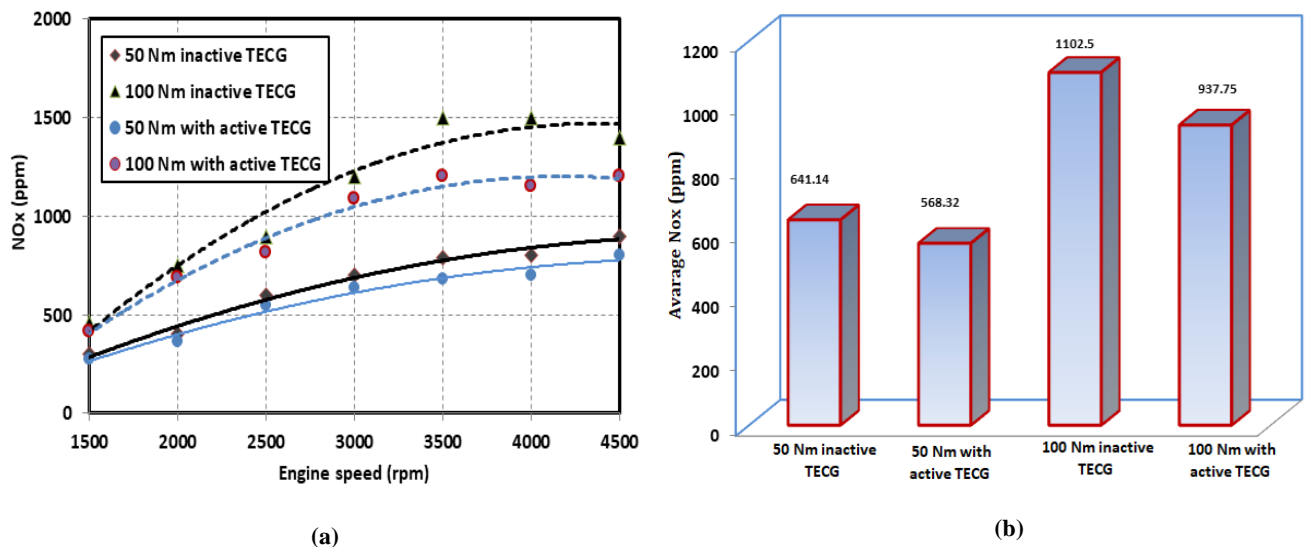 2000
1500
1000
500
0
NOx (ppm)
50 Nm inactive TECG
100 Nm inactive TECG
50 Nm with active TECG
100 Nm with active TECG
1500 2000 2500 3000 3500 4000 4500
Engine speed (rpm)
(a)
1200
1000
800
600
400
200
0
Avarage Nox (ppm)
641.14
568.32
1102.5
937.75
50 Nm inactive
TECG
50 Nm with
active TECG
100 Nm inactive
TECG
100 Nm with
active TECG
(b)